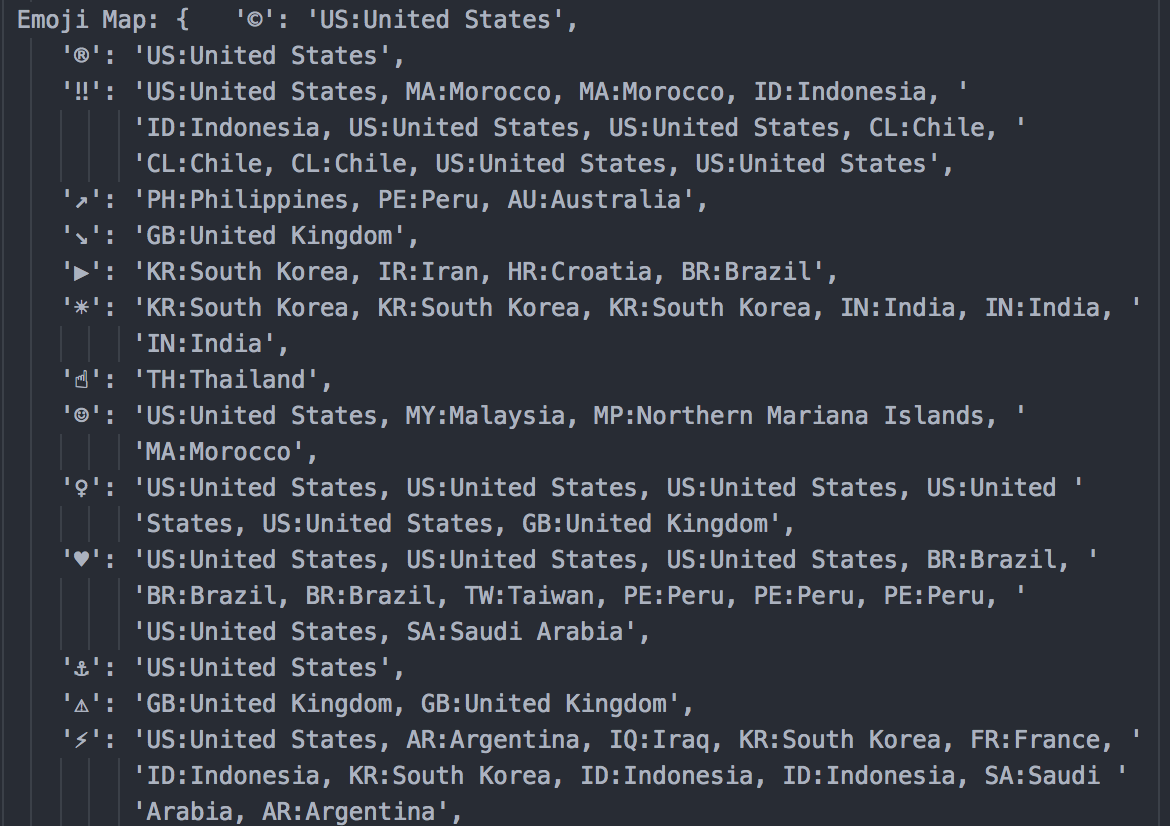 Emoji Map: {   '©': 'US:United States',
'®': 'US:United States',
'‼': 'US:United States, MA:Morocco, MA:Morocco, ID:Indonesia, '
'ID:Indonesia, US:United States, US:United States, CL:Chile, '
'CL:Chile, CL:Chile, US:United States, US:United States',
'↗': 'PH:Philippines, PE:Peru, AU:Australia',
'↘': 'GB:United Kingdom',
'▶': 'KR:South Korea, IR:Iran, HR:Croatia, BR:Brazil',
'✳': 'KR:South Korea, KR:South Korea, KR:South Korea, IN:India, IN:India, '
'IN:India',
'☝': 'TH:Thailand',
'☺': 'US:United States, MY:Malaysia, MP:Northern Mariana Islands, '
'MA:Morocco',
'♀': 'US:United States, US:United States, US:United States, US:United '
'States, US:United States, GB:United Kingdom',
'♥': 'US:United States, US:United States, US:United States, BR:Brazil, '
'BR:Brazil, BR:Brazil, TW:Taiwan, PE:Peru, PE:Peru, PE:Peru, '
'US:United States, SA:Saudi Arabia',
'⚓': 'US:United States',
'⚠': 'GB:United Kingdom, GB:United Kingdom',
'⚡': 'US:United States, AR:Argentina, IQ:Iraq, KR:South Korea, FR:France, '
'ID:Indonesia, KR:South Korea, ID:Indonesia, ID:Indonesia, SA:Saudi '
'Arabia, AR:Argentina',